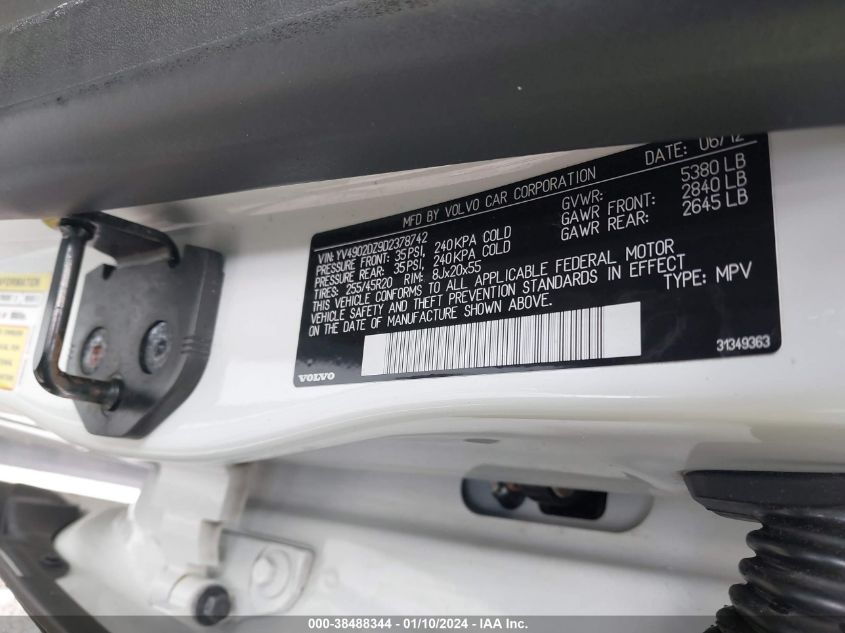 MFD BY VOLVO CAR CORPORATION
DATE: 06/12
VIN: YV4902DZ9D2378742
GVWR: 5380 LB
PRESSURE FRONT: 35PSI, 240KPA COLD
GAWR FRONT: 2840 LB
PRESSURE REAR: 35PSI, 240KPA COLD
GAWR REAR: 2645 LB
TIRES: 255/45R20 RIM: 8Jx20x55
THIS VEHICLE CONFORMS TO ALL APPLICABLE FEDERAL MOTOR
VEHICLE SAFETY AND THEFT PREVENTION STANDARDS IN EFFECT
ON THE DATE OF MANUFACTURE SHOWN ABOVE.
TYPE: MPV
VOLVO
31349363
000-38488344 - 01/10/2024 - IAA Inc.